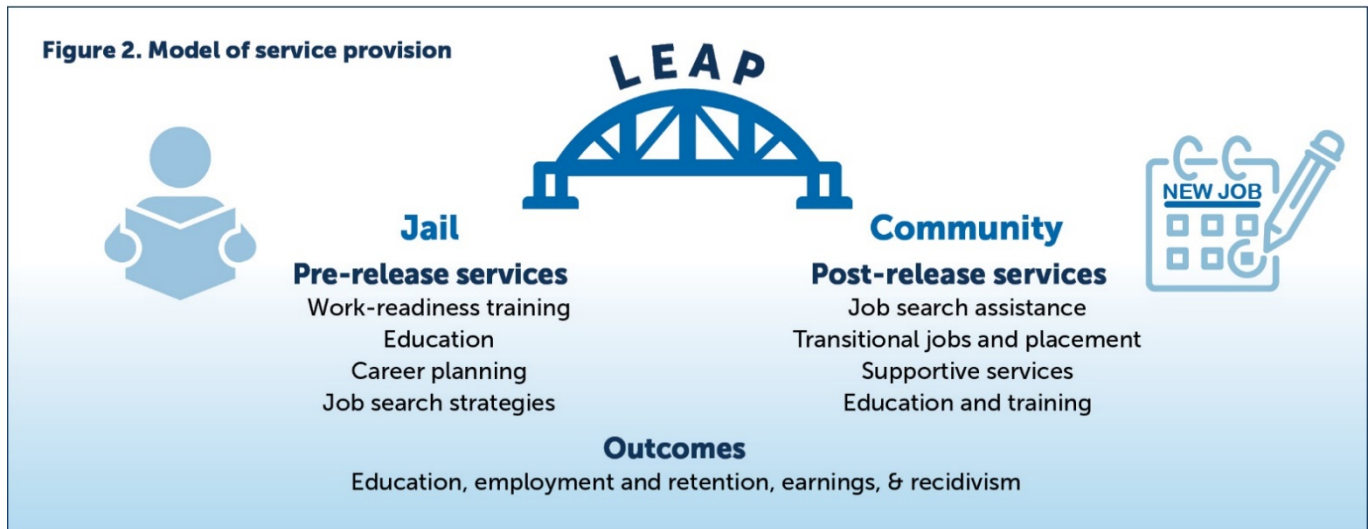 Figure 2. Model of service provision
LEAP
NEW JOB
Jail
Pre-release services
Work-readiness training
Education
Career planning
Job search strategies
Community
Post-release services
Job search assistance
Transitional jobs and placement
Supportive services
Education and training
Outcomes
Education, employment and retention, earnings, & recidivism